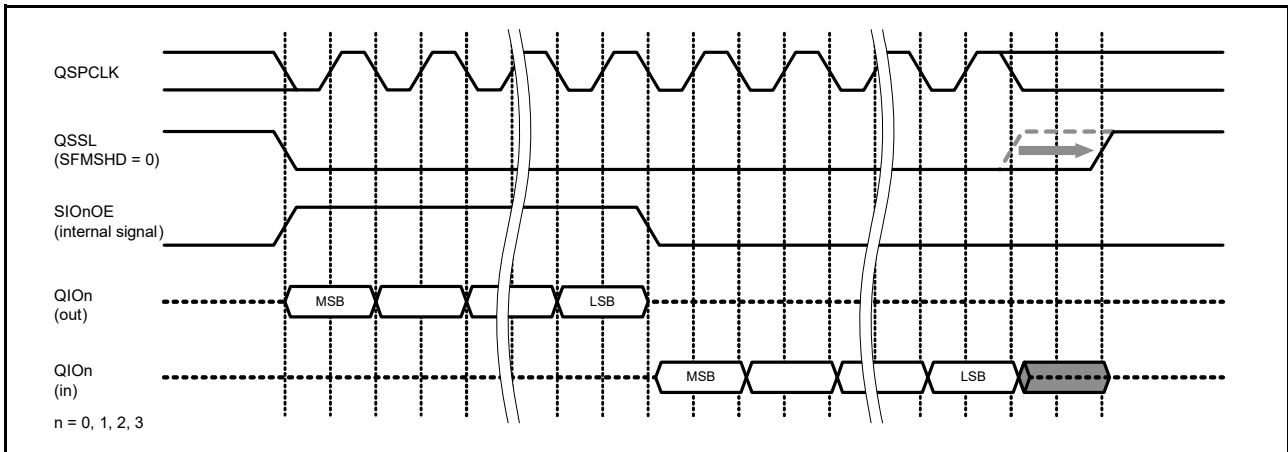 QSPCLK
QSSL
(SFMSHD = 0)
SIOnOE
(internal signal)
QIOn
(out)
MSB
LSB
QIOn
(in)
MSB
LSB
n = 0, 1, 2, 3